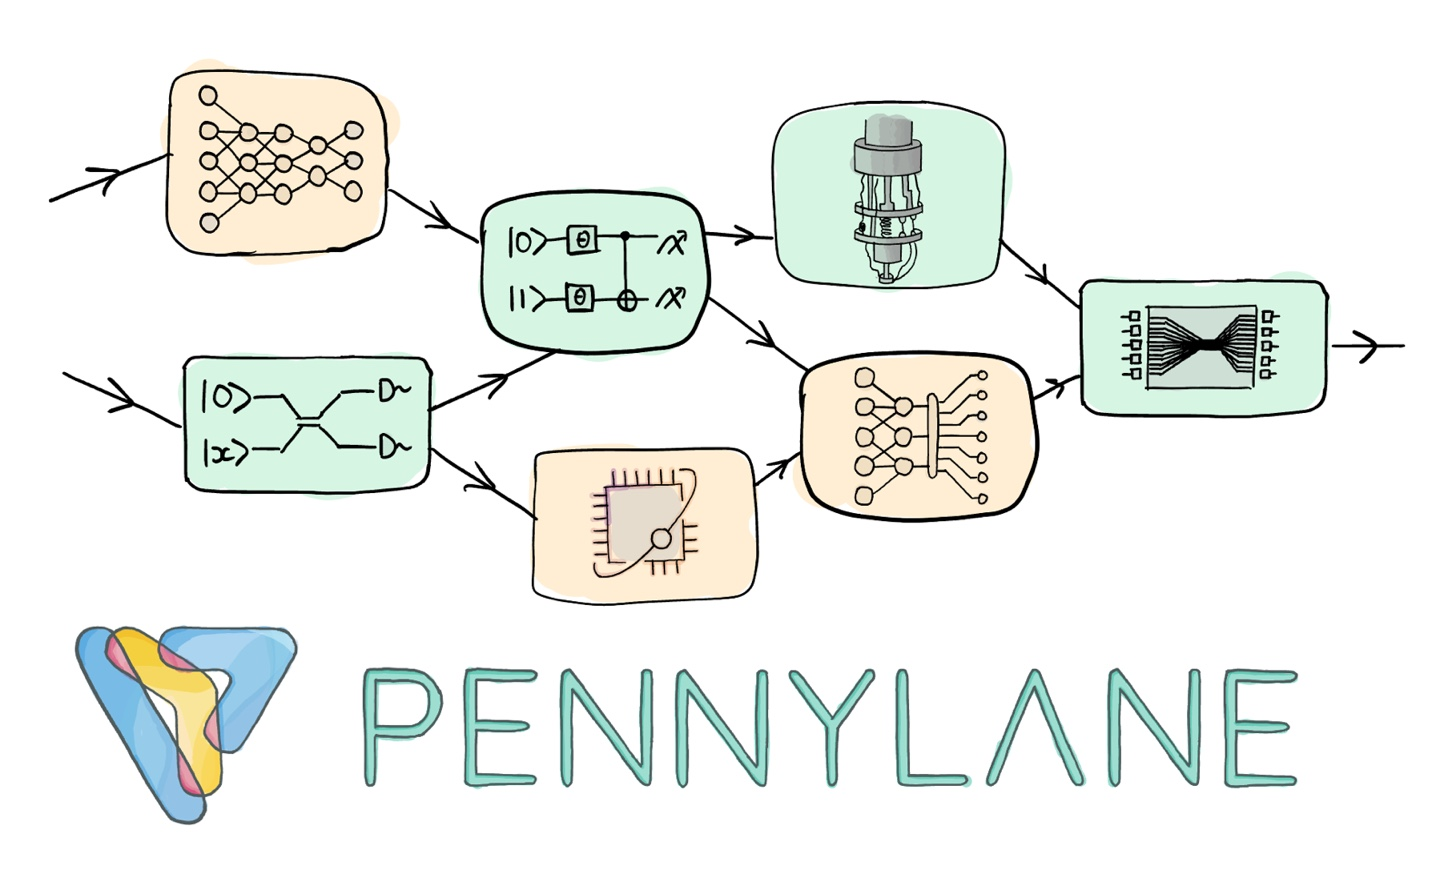 |0⟩ θ
|1⟩ θ
|0⟩
|x⟩
PENNYLANE